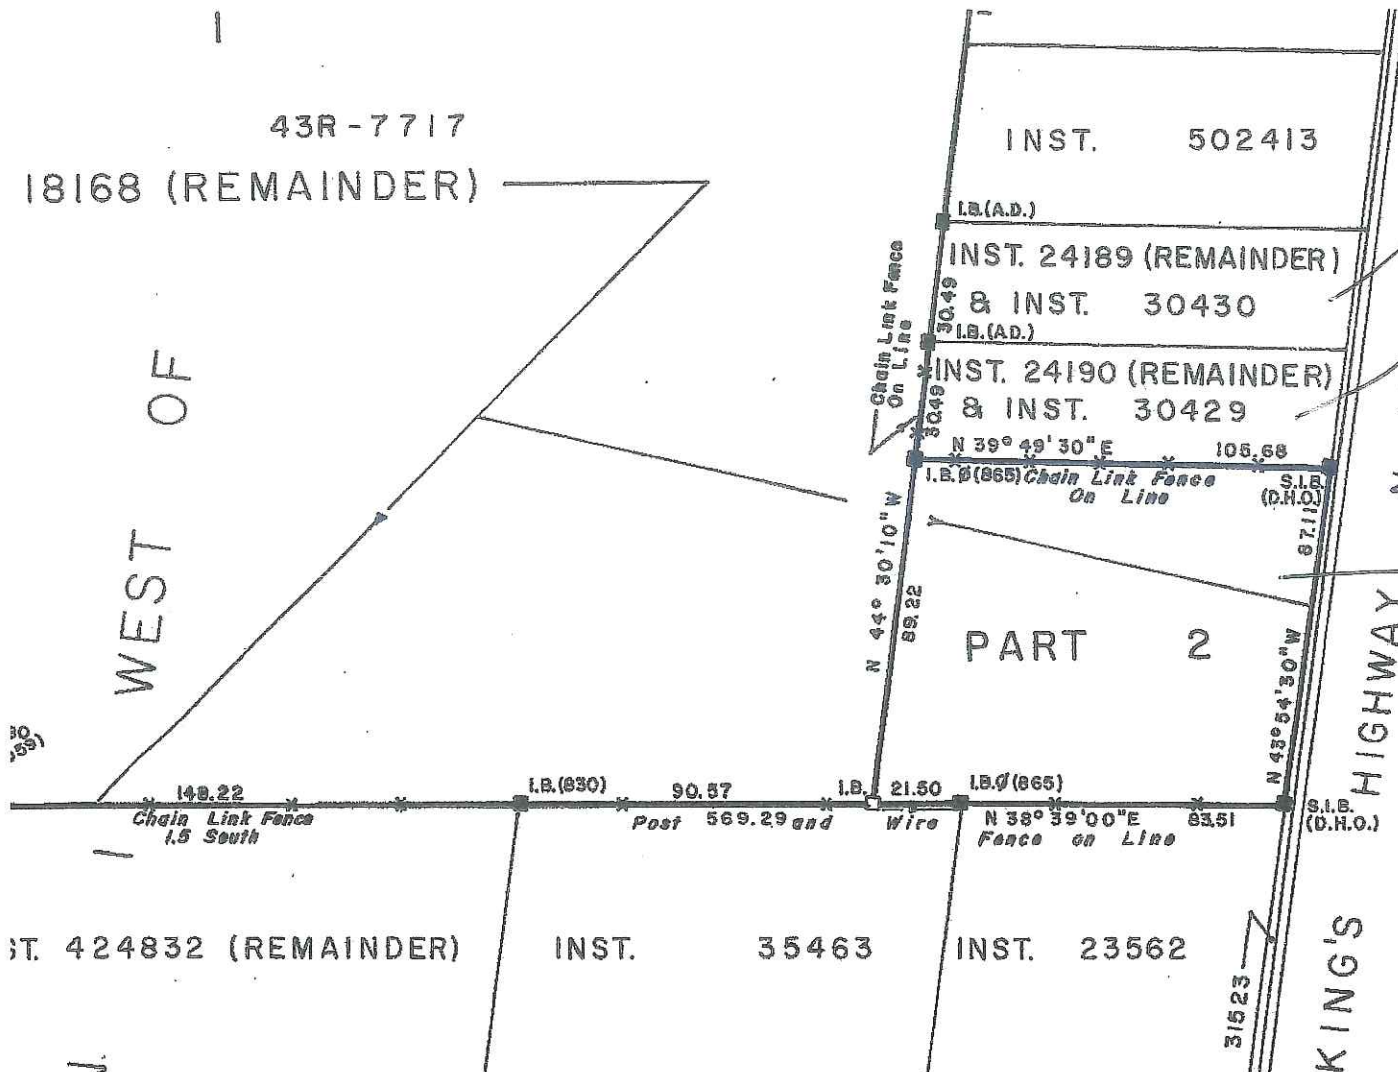 43R-7717
18168 (REMAINDER)
WEST OF
INST. 502413
I.B.(A.D.)
INST. 24189 (REMAINDER)
& INST. 30430
30.49
Chain Link Fence
On Line
I.B.(A.D.)
INST. 24190 (REMAINDER)
& INST. 30429
30.49
N 39° 49' 30" E
105.68
I.B.Ø(865)
Chain Link Fence
On Line
S.I.B.
(D.H.O.)
N 44° 30' 10" W
89.22
87.11
N 43° 54' 30" W
PART 2
HIGHWAY
KING'S
148.22
Chain Link Fence
1.5 South
I.B.(830)
90.57
I.B.
21.50
I.B.Ø(865)
Post 569.29 and Wire
N 38° 39' 00" E
83.51
Fence on Line
S.I.B.
(D.H.O.)
ST. 424832 (REMAINDER)
INST. 35463
INST. 23562
31523